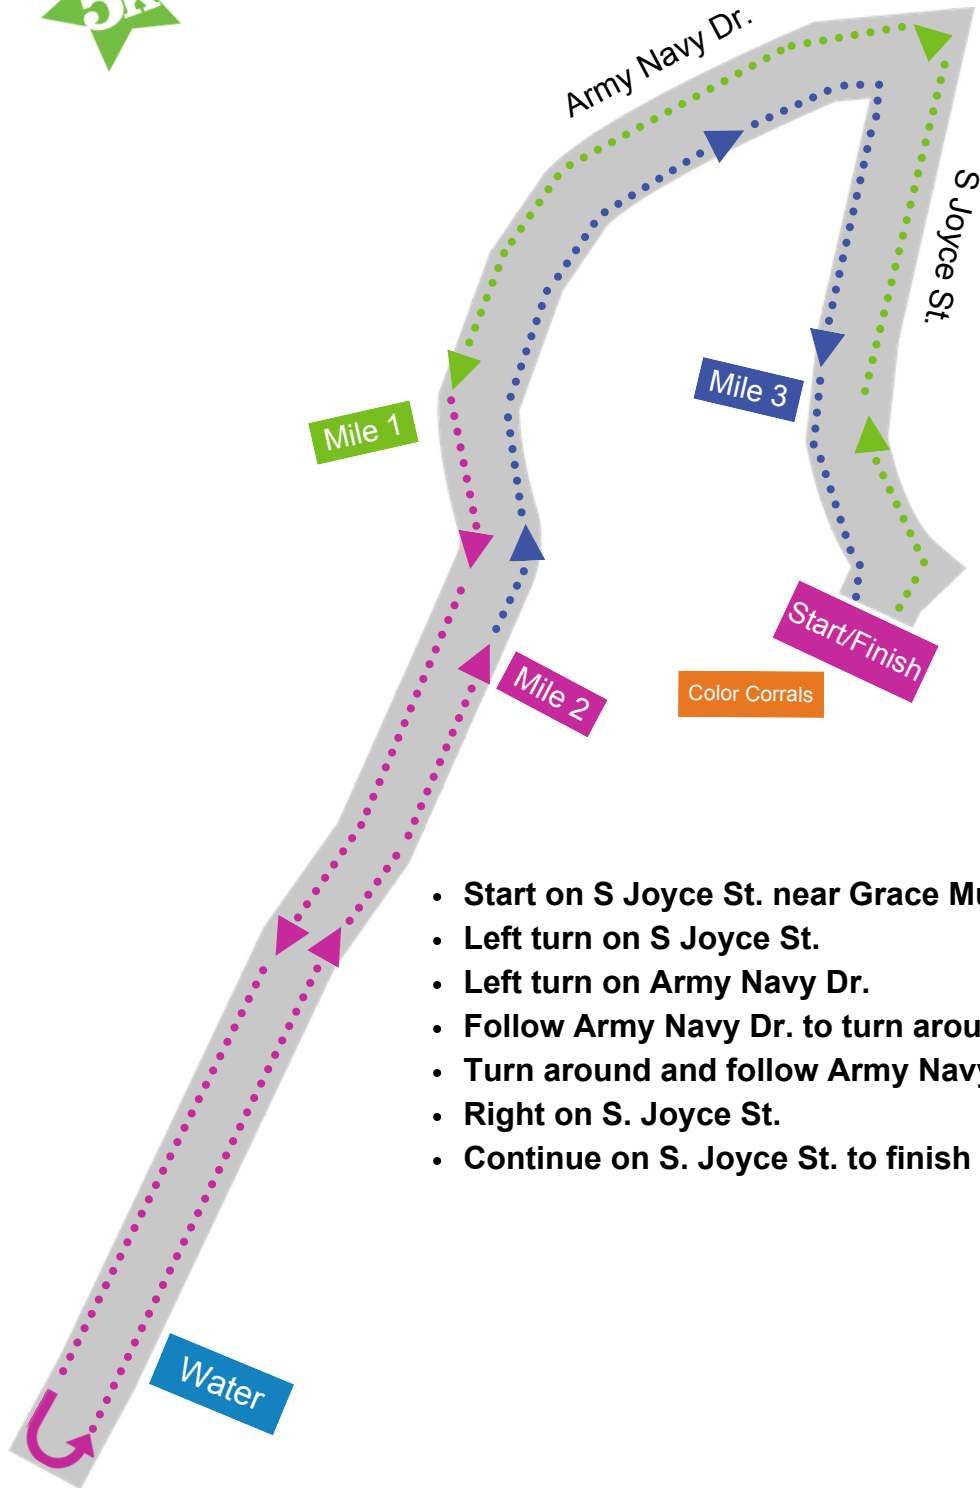 5K
Army Navy Dr.
S Joyce St.
Mile 3
Mile 1
Start/Finish
Mile 2
Color Corrals
• Start on S Joyce St. near Grace
• Left turn on S Joyce St.
• Left turn on Army Navy Dr.
• Follow Army Navy Dr. to turn
• Turn around and follow Army
• Right on S. Joyce St.
• Continue on S. Joyce St. to finish
Water